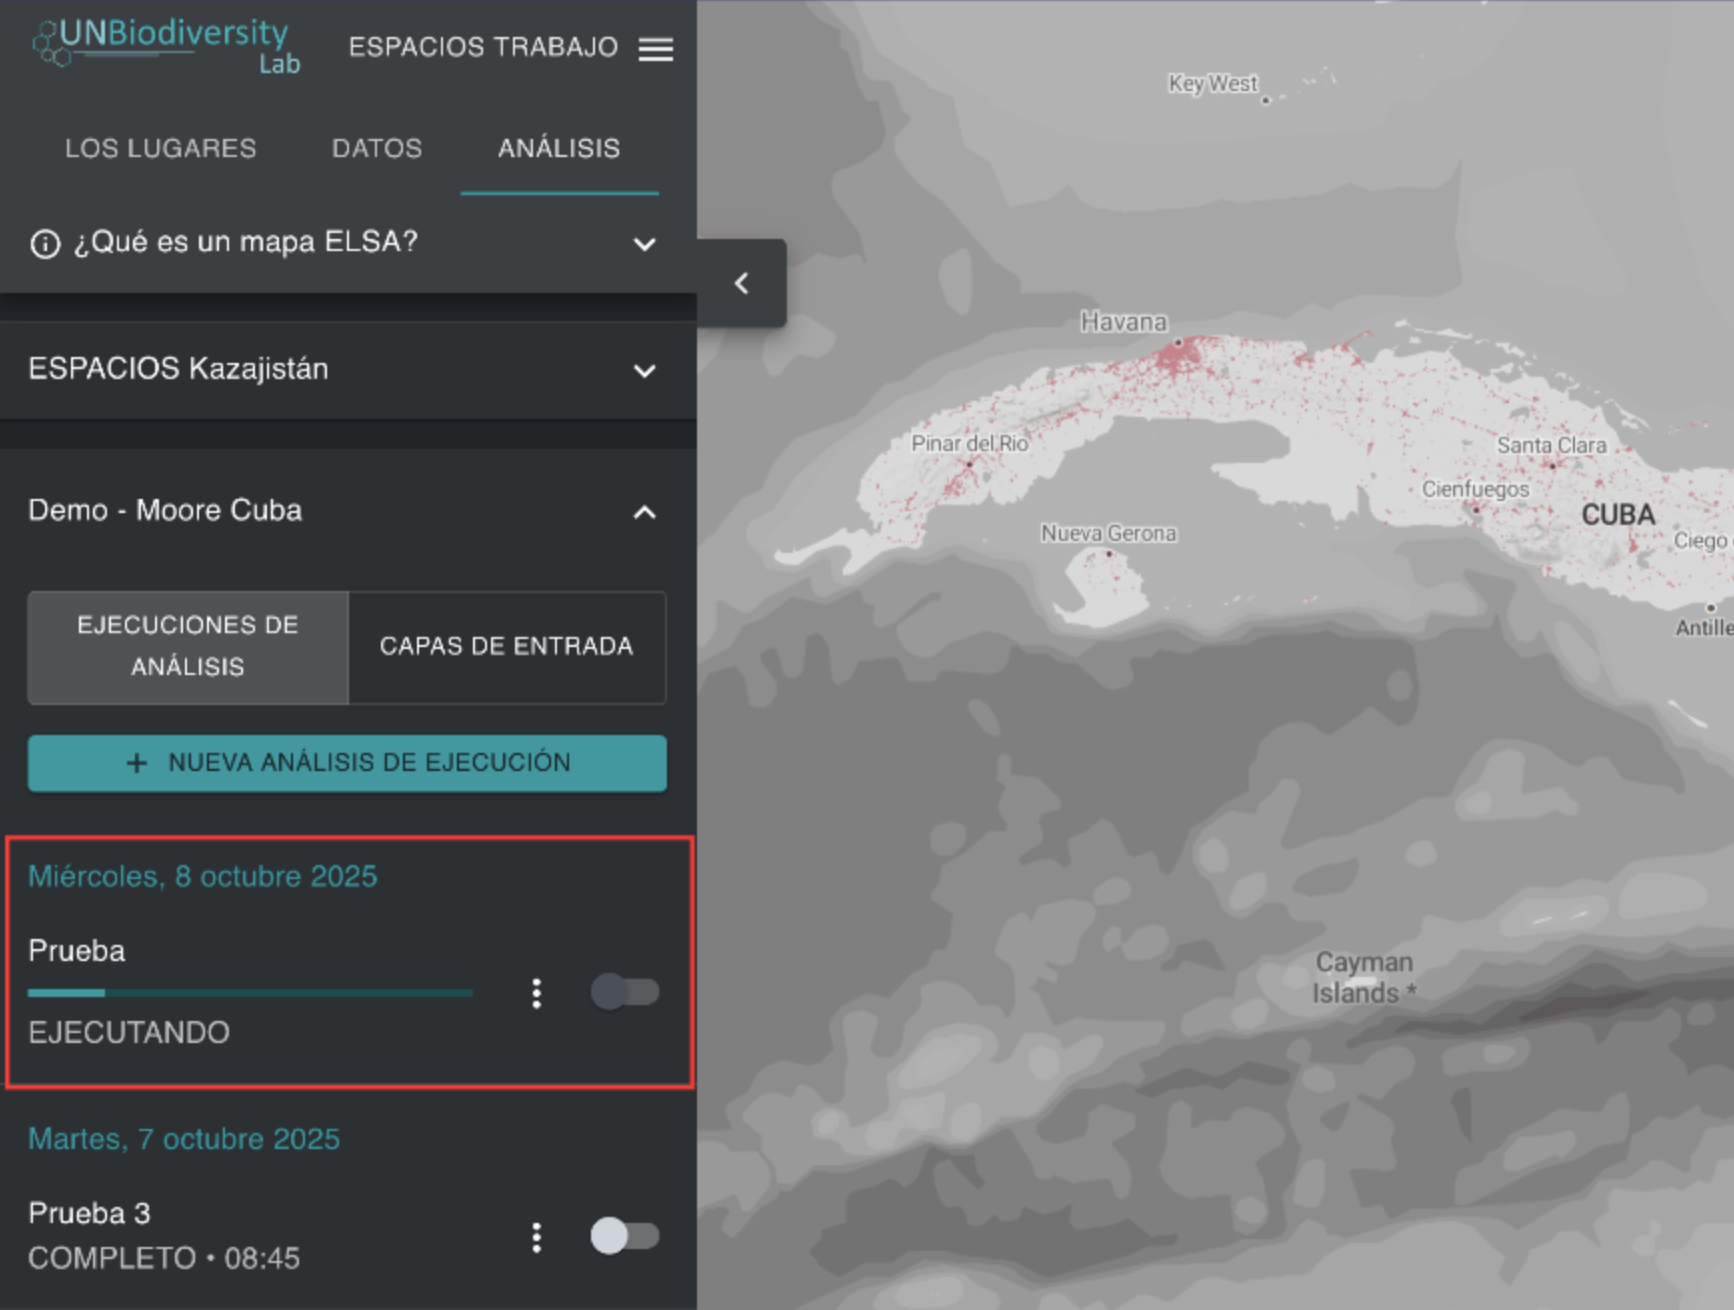 UNBiodiversity
Lab
ESPACIOS TRABAJO
LOS LUGARES
DATOS
ANÁLISIS
¿Qué es un mapa ELSA?
ESPACIOS Kazajistán
Demo - Moore Cuba
EJECUCIONES DE
ANÁLISIS
CAPAS DE ENTRADA
+ NUEVA ANÁLISIS DE EJECUCIÓN
Miércoles, 8 octubre 2025
Prueba
EJECUTANDO
Martes, 7 octubre 2025
Prueba 3
COMPLETO • 08:45
Key West
Havana
Pinar del Rio
Santa Clara
Cienfuegos
CUBA
Nueva Gerona
Ciego
Antille
Cayman
Islands *